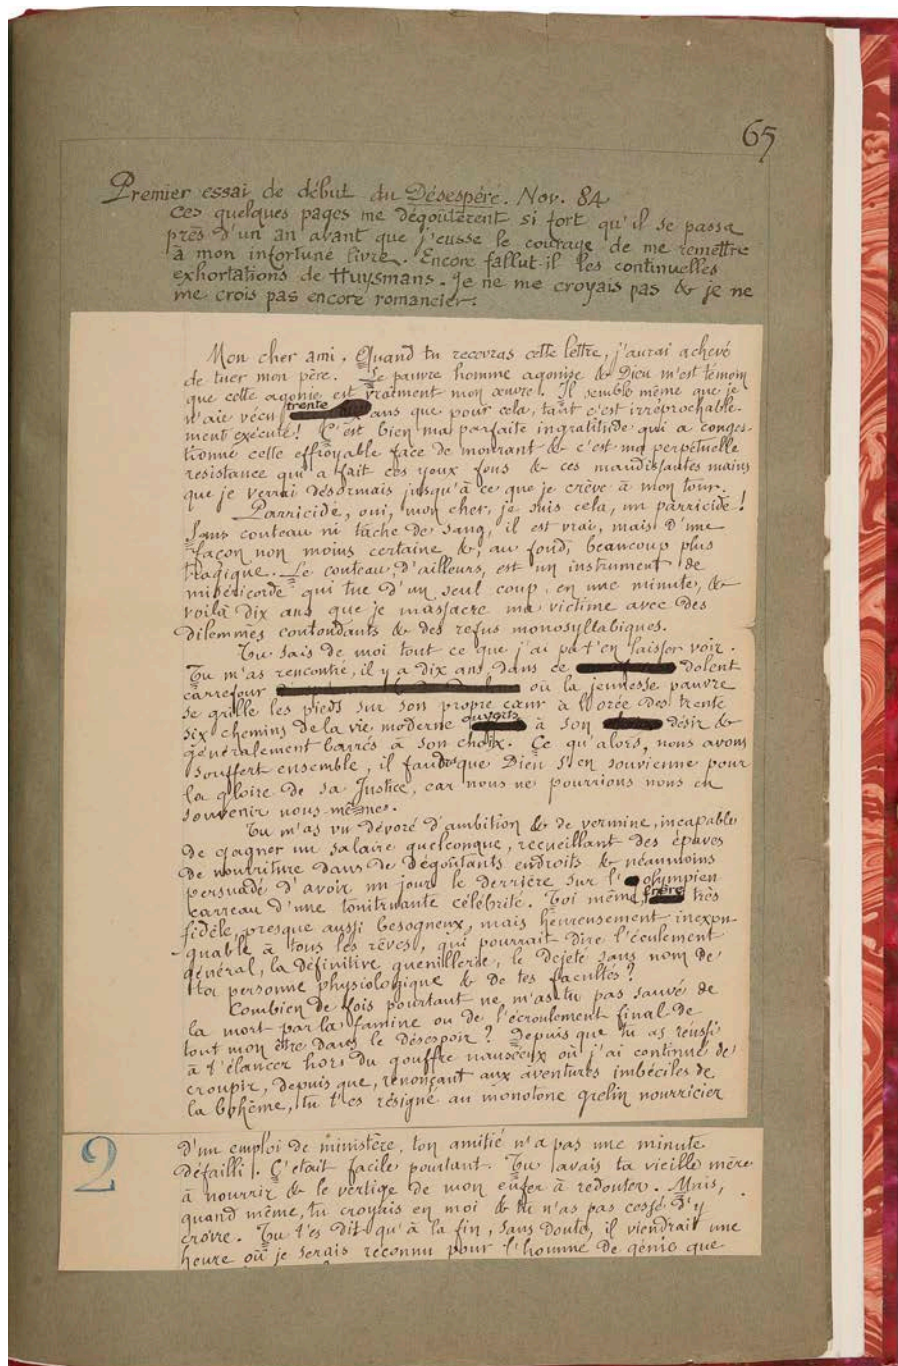 65
Premier essai de début du Désespéré. Nov. 84
Ces quelques pages me dégoûtèrent si fort qu'il se passa
près d'un an avant que j'eusse le courage de me remettre
à mon infortuné livre. Encore fallut-il les continuelles
exhortations de Huysmans. Je ne me croyais pas & je ne
me crois pas encore romancier.
Mon cher ami. Quand tu recevras cette lettre, j'aurai achevé
de tuer mon père. Le pauvre homme agonise & Dieu m'est témoin
que cette agonie est vraiment mon œuvre. Il semble même que je
n'aie vécu trente ans que pour cela, tant c'est irréprochable-
ment exécuté! C'est bien ma parfaite ingratitude qui a conges-
tionné cette effroyable face de mourant & c'est ma perpétuelle
résistance qui a fait ces yeux fous & ces maudissantes mains
que je verrai désormais jusqu'à ce que je crève à mon tour.
Parricide, oui, mon cher, je suis cela, un parricide!
Sans couteau ni tache de sang, il est vrai, mais d'une
façon non moins certaine &, au fond, beaucoup plus
tragique. Le couteau, d'ailleurs, est un instrument de
miséricorde qui tue d'un seul coup, en une minute, &
voilà dix ans que je massacre ma victime avec des
dilemmes contondants & des refus monosyllabiques.
Tu sais de moi tout ce que j'ai pu t'en laisser voir.
Tu m'as rencontré, il y a dix ans dans ce dolent
carrefour où la jeunesse pauvre
se grille les pieds sur son propre cœur à l'orée des trente
six chemins de la vie moderne ouverts à son désir &
généralement barrés à son choix. Ce qu'alors, nous avons
souffert ensemble, il faudra que Dieu s'en souvienne pour
la gloire de sa Justice, car nous ne pourrions nous en
souvenir nous-mêmes.
Tu m'as vu dévoré d'ambition & de vermine, incapable
de gagner un salaire quelconque, recueillant des épaves
de nourriture dans de dégoûtants endroits & néanmoins
persuadé d'avoir un jour le derrière sur l' olympien
carreau d'une tonitruante célébrité. Toi même, frère très
fidèle, presque aussi besogneux, mais heureusement inexpu-
gnable à tous les rêves, qui pourrait dire l'éculement
général, la définitive guenillerie, le déjeté sans nom de
ta personne physiologique & de tes facultés?
Combien de fois pourtant ne m'as-tu pas sauvé de
la mort par la famine ou de l'écroulement final de
tout mon être dans le désespoir? Depuis que tu as réussi
à t'élancer hors du gouffre nauséeux où j'ai continué de
croupir, depuis que, renonçant aux aventures imbéciles de
la bohème, tu t'es résigné au monotone grelin nourricier
2
d'un emploi de ministère, ton amitié n'a pas une minute
défailli. C'était facile pourtant. Tu avais ta vieille mère
à nourrir & le vertige de mon enfer à redouter. Mais,
quand même, tu croyais en moi & tu n'as pas cessé d'y
croire. Tu t'es dit qu'à la fin, sans doute, il viendrait une
heure où je serais reconnu pour l'homme de génie que